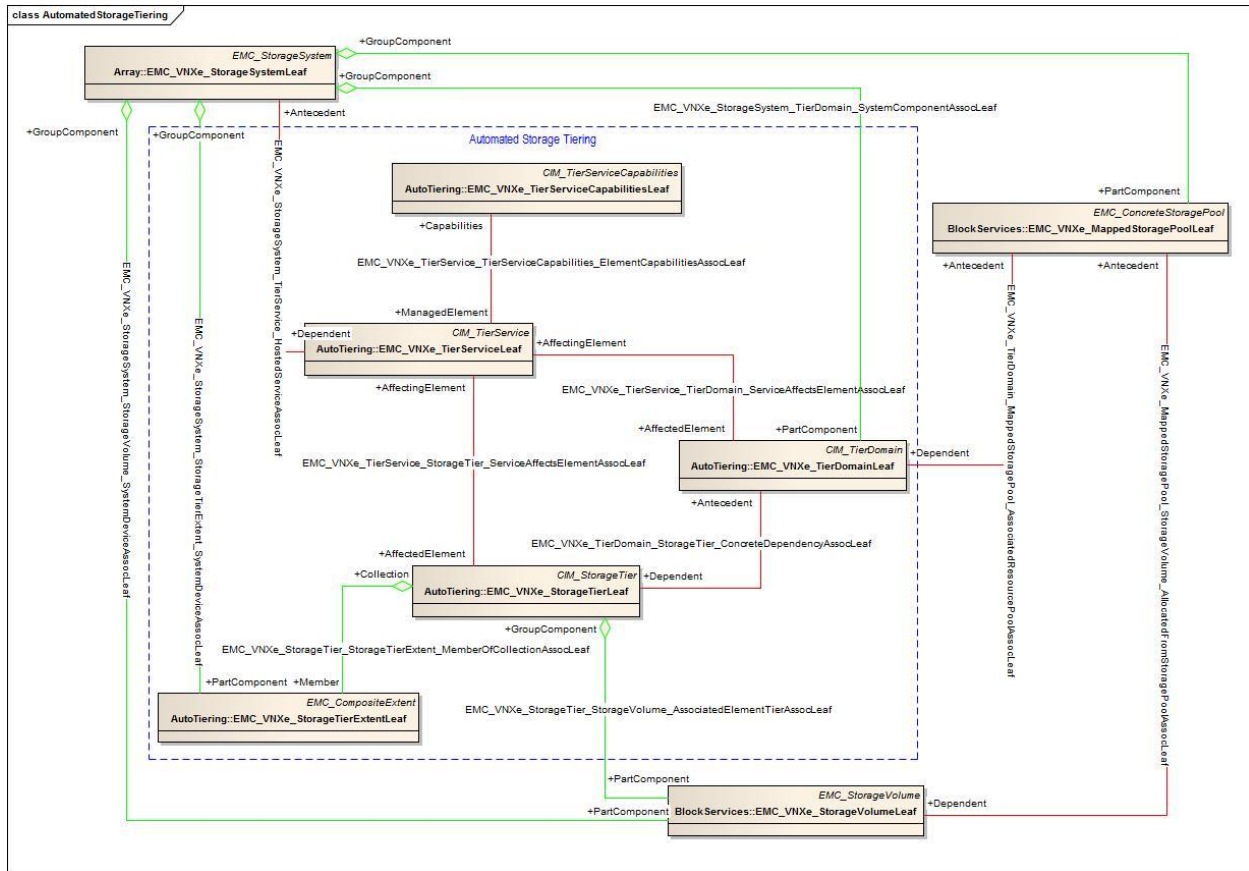 class AutomatedStorageTiering
EMC_StorageSystem
Array::EMC_VNXe_StorageSystemLeaf
+GroupComponent
+GroupComponent
EMC_VNXe_StorageSystem_TierDomain_SystemComponentAssocLeaf
+GroupComponent
+GroupComponent
+Antecedent
Automated Storage Tiering
CIM_TierServiceCapabilities
AutoTiering::EMC_VNXe_TierServiceCapabilitiesLeaf
+Capabilities
EMC_VNXe_TierService_TierServiceCapabilities_ElementCapabilitiesAssocLeaf
+PartComponent
EMC_ConcreteStoragePool
BlockServices::EMC_VNXe_MappedStoragePoolLeaf
+Antecedent
+Antecedent
+ManagedElement
+Dependent
CIM_TierService
AutoTiering::EMC_VNXe_TierServiceLeaf
+AffectingElement
+AffectingElement
EMC_VNXe_TierService_TierDomain_ServiceAffectsElementAssocLeaf
EMC_VNXe_StorageSystem_StorageVolume_SystemDeviceAssocLeaf
EMC_VNXe_StorageSystem_StorageTierExtent_SystemDeviceAssocLeaf
EMC_VNXe_StorageSystem_TierService_HostedServiceAssocLeaf
EMC_VNXe_TierDomain_MappedStoragePool_AssociatedResourcePoolAssocLeaf
EMC_VNXe_MappedStoragePool_StorageVolume_AllocatedFromStoragePoolAssocLeaf
+AffectedElement
+PartComponent
CIM_TierDomain
AutoTiering::EMC_VNXe_TierDomainLeaf
+Dependent
EMC_VNXe_TierService_StorageTier_ServiceAffectsElementAssocLeaf
+Antecedent
EMC_VNXe_TierDomain_StorageTier_ConcreteDependencyAssocLeaf
+AffectedElement
+Collection
CIM_StorageTier
AutoTiering::EMC_VNXe_StorageTierLeaf
+Dependent
+GroupComponent
EMC_VNXe_StorageTier_StorageTierExtent_MemberOfCollectionAssocLeaf
+PartComponent
+Member
EMC_CompositeExtent
AutoTiering::EMC_VNXe_StorageTierExtentLeaf
EMC_VNXe_StorageTier_StorageVolume_AssociatedElementTierAssocLeaf
+PartComponent
+PartComponent
EMC_StorageVolume
BlockServices::EMC_VNXe_StorageVolumeLeaf
+Dependent